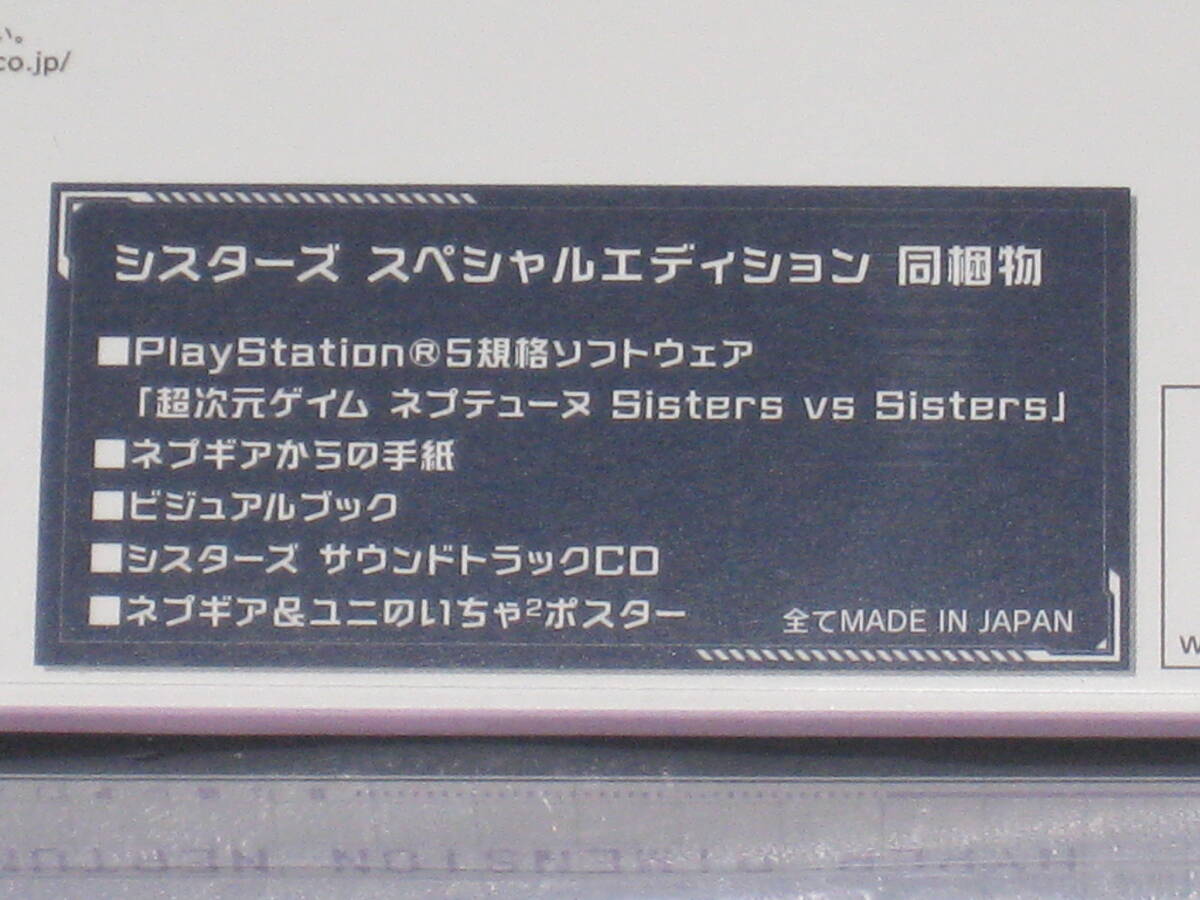 い。
co.jp/
シスターズ スペシャルエディション 同梱物
■PlayStation®5規格ソフトウェア
「超次元ゲイム ネプテューヌ Sisters vs Sisters」
■ネプギアからの手紙
■ビジュアルブック
■シスターズ サウンドトラックCD
■ネプギア&ユニのいちゃ²ポスター
全てMADE IN JAPAN
w